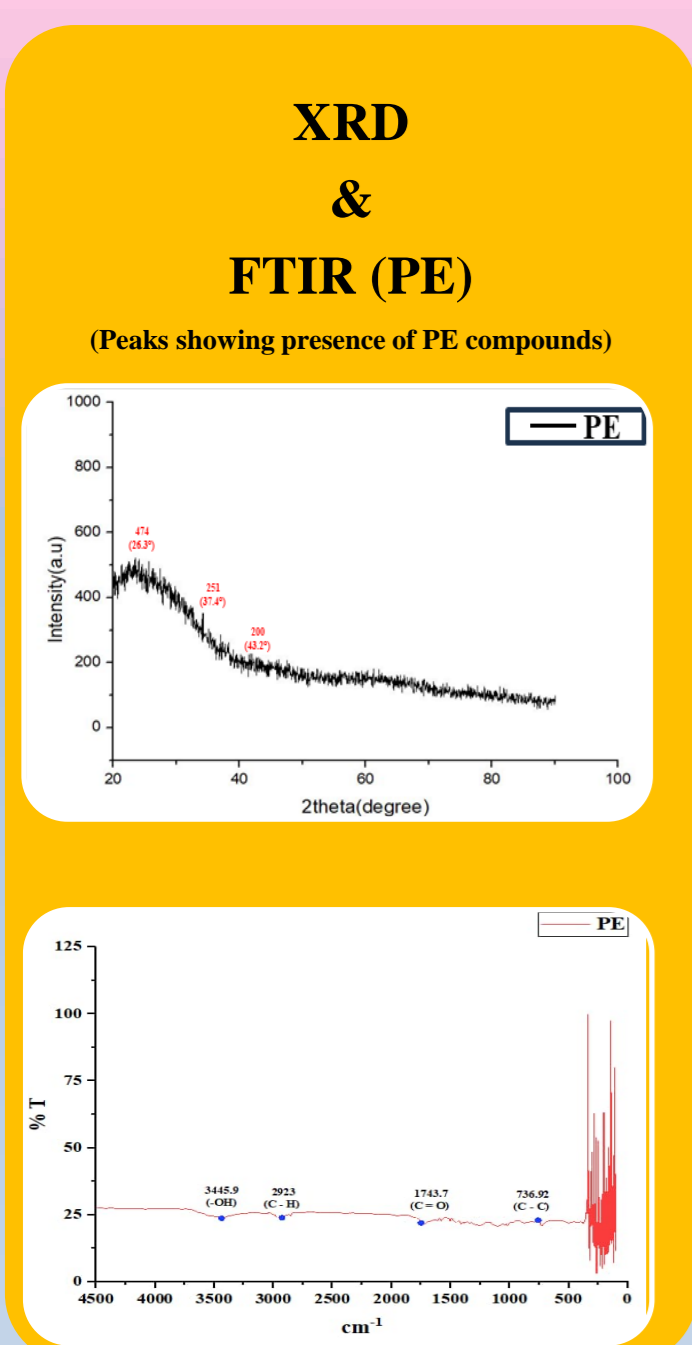 XRD
&
FTIR (PE)
(Peaks showing presence of PE compounds)
PE
1000
800
600
400
200
0
Intensity(a.u)
474
(26.3°)
251
(37.4°)
200
(43.2°)
20 40 60 80 100
2theta(degree)
PE
125
100
75
50
25
0
% T
3445.9
(-OH)
2923
(C - H)
1743.7
(C = O)
736.92
(C - C)
4500 4000 3500 3000 2500 2000 1500 1000 500 0
cm⁻¹